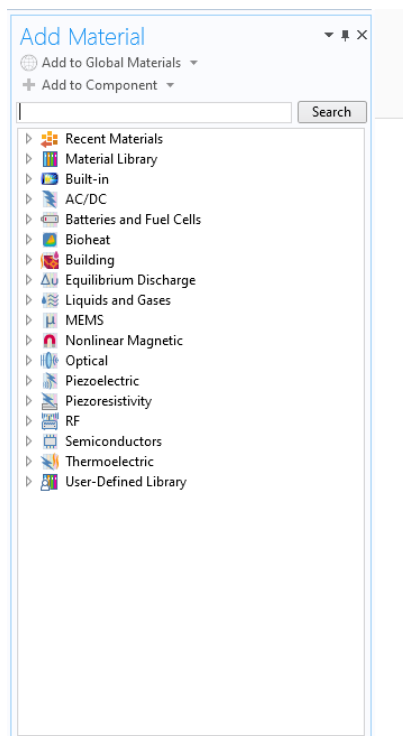 Add Material
Add to Global Materials
Add to Component
Search
Recent Materials
Material Library
Built-in
AC/DC
Batteries and Fuel Cells
Bioheat
Building
Equilibrium Discharge
Liquids and Gases
μ MEMS
Nonlinear Magnetic
Optical
Piezoelectric
Piezoresistivity
RF
Semiconductors
Thermoelectric
User-Defined Library